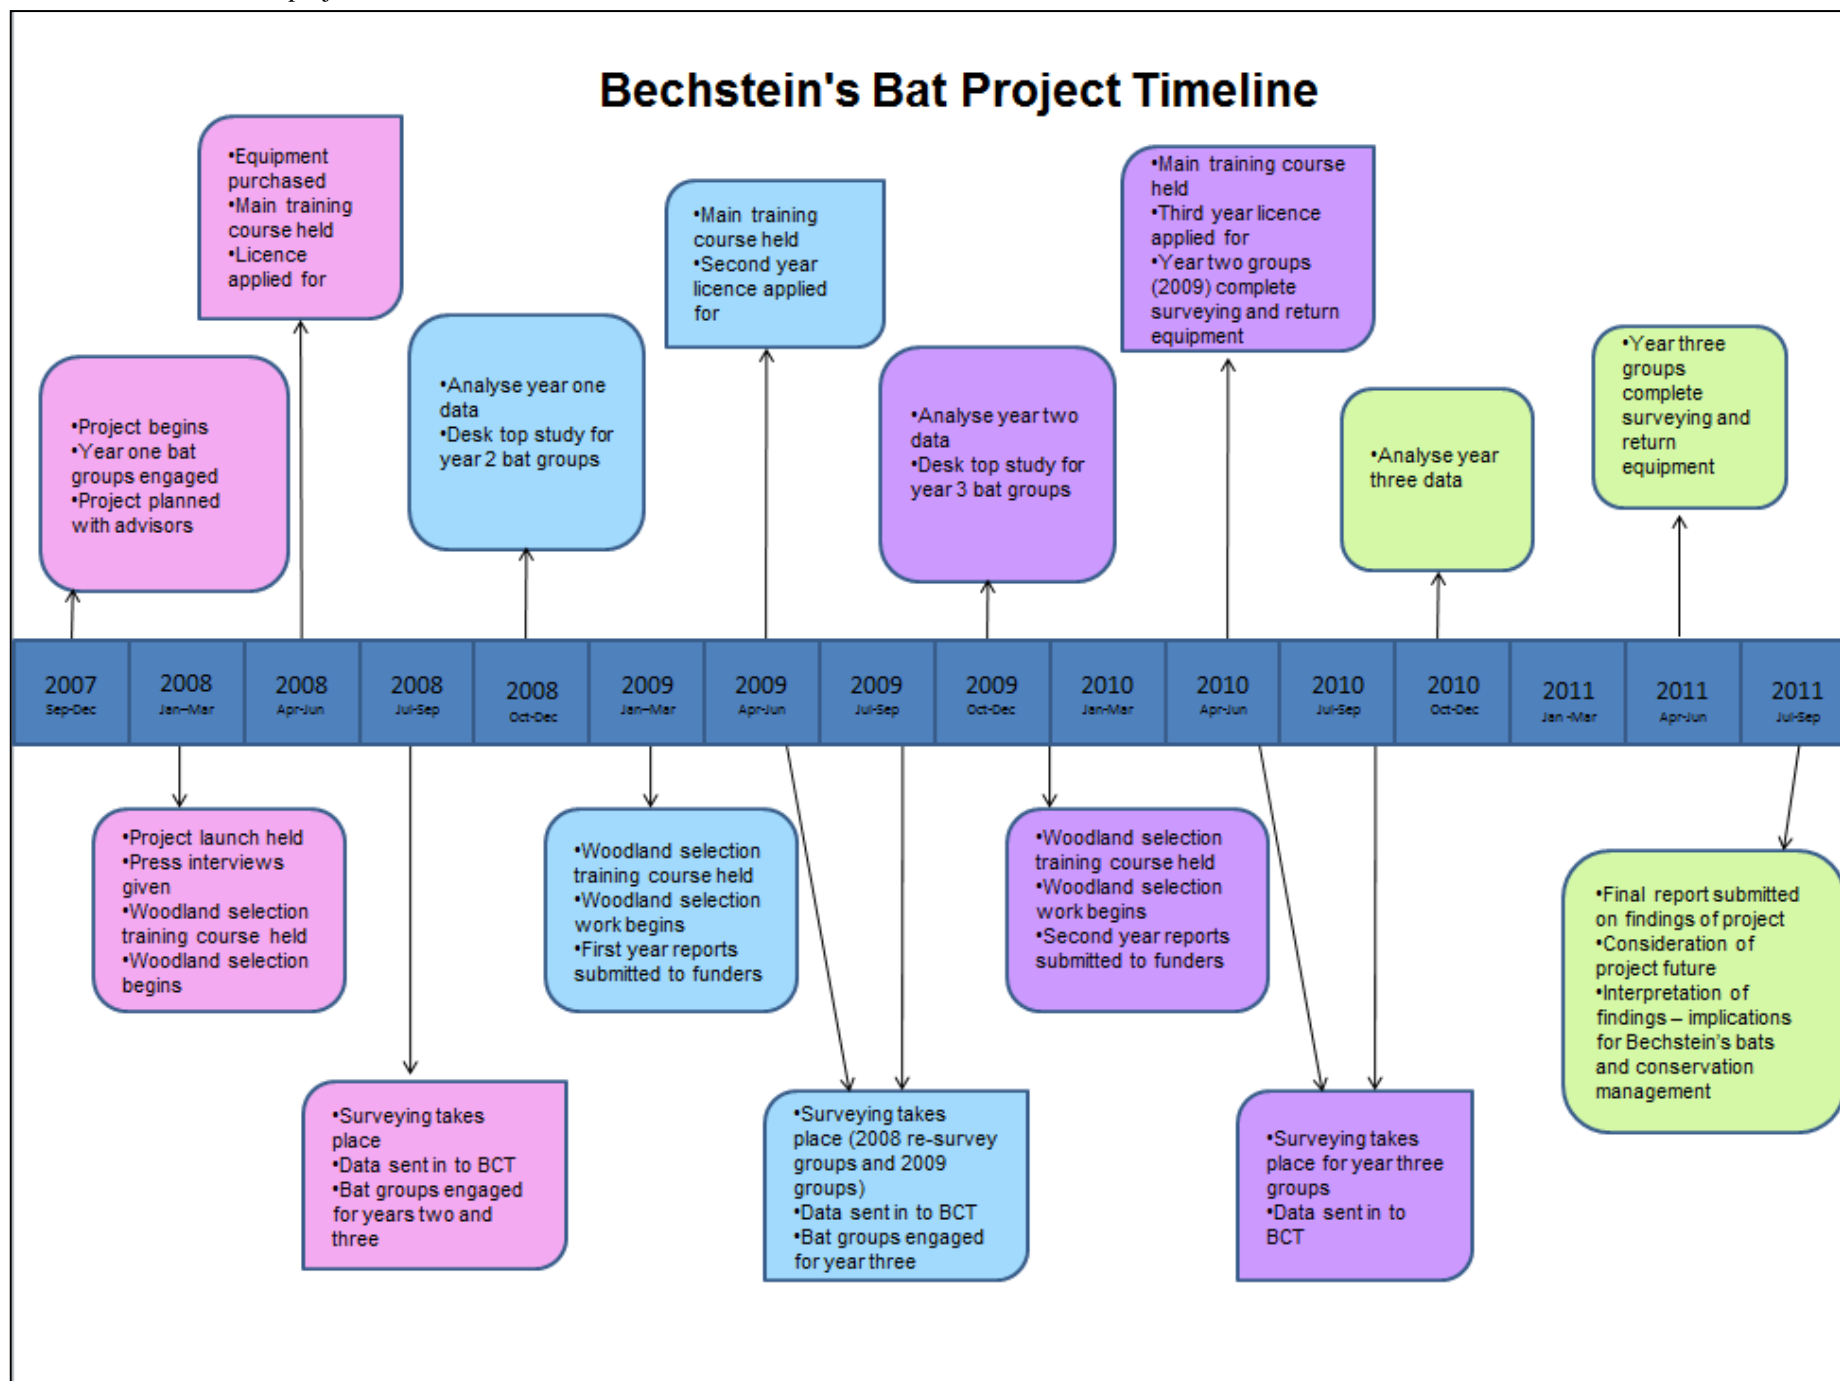 Bechstein's Bat Project Timeline
•Equipment
purchased
•Main training
course held
•Licence
applied for
•Main training
course held
•Second year
licence applied
for
•Main training course
held
•Third year licence
applied for
•Year two groups
(2009) complete
surveying and return
equipment
•Project begins
•Year one bat
groups engaged
•Project planned
with advisors
•Analyse year one
data
•Desk top study for
year 2 bat groups
•Analyse year two
data
•Desk top study for
year 3 bat groups
•Analyse year
three data
•Year three
groups
complete
surveying and
return
equipment
2007
Sep-Dec
2008
Jan–Mar
2008
Apr-Jun
2008
Jul-Sep
2008
Oct-Dec
2009
Jan–Mar
2009
Apr-Jun
2009
Jul-Sep
2009
Oct-Dec
2010
Jan-Mar
2010
Apr-Jun
2010
Jul-Sep
2010
Oct-Dec
2011
Jan -Mar
2011
Apr-Jun
2011
Jul-Sep
•Project launch held
•Press interviews
given
•Woodland selection
training course held
•Woodland selection
begins
•Woodland selection
training course held
•Woodland selection
work begins
•First year reports
submitted to funders
•Woodland selection
training course held
•Woodland selection
work begins
•Second year reports
submitted to funders
•Final report submitted
on findings of project
•Consideration of
project future
•Interpretation of
findings – implications
for Bechstein's bats
and conservation
management
•Surveying takes
place
•Data sent in to BCT
•Bat groups engaged
for years two and
three
•Surveying takes
place (2008 re-survey
groups and 2009
groups)
•Data sent in to BCT
•Bat groups engaged
for year three
•Surveying takes
place for year three
groups
•Data sent in to
BCT